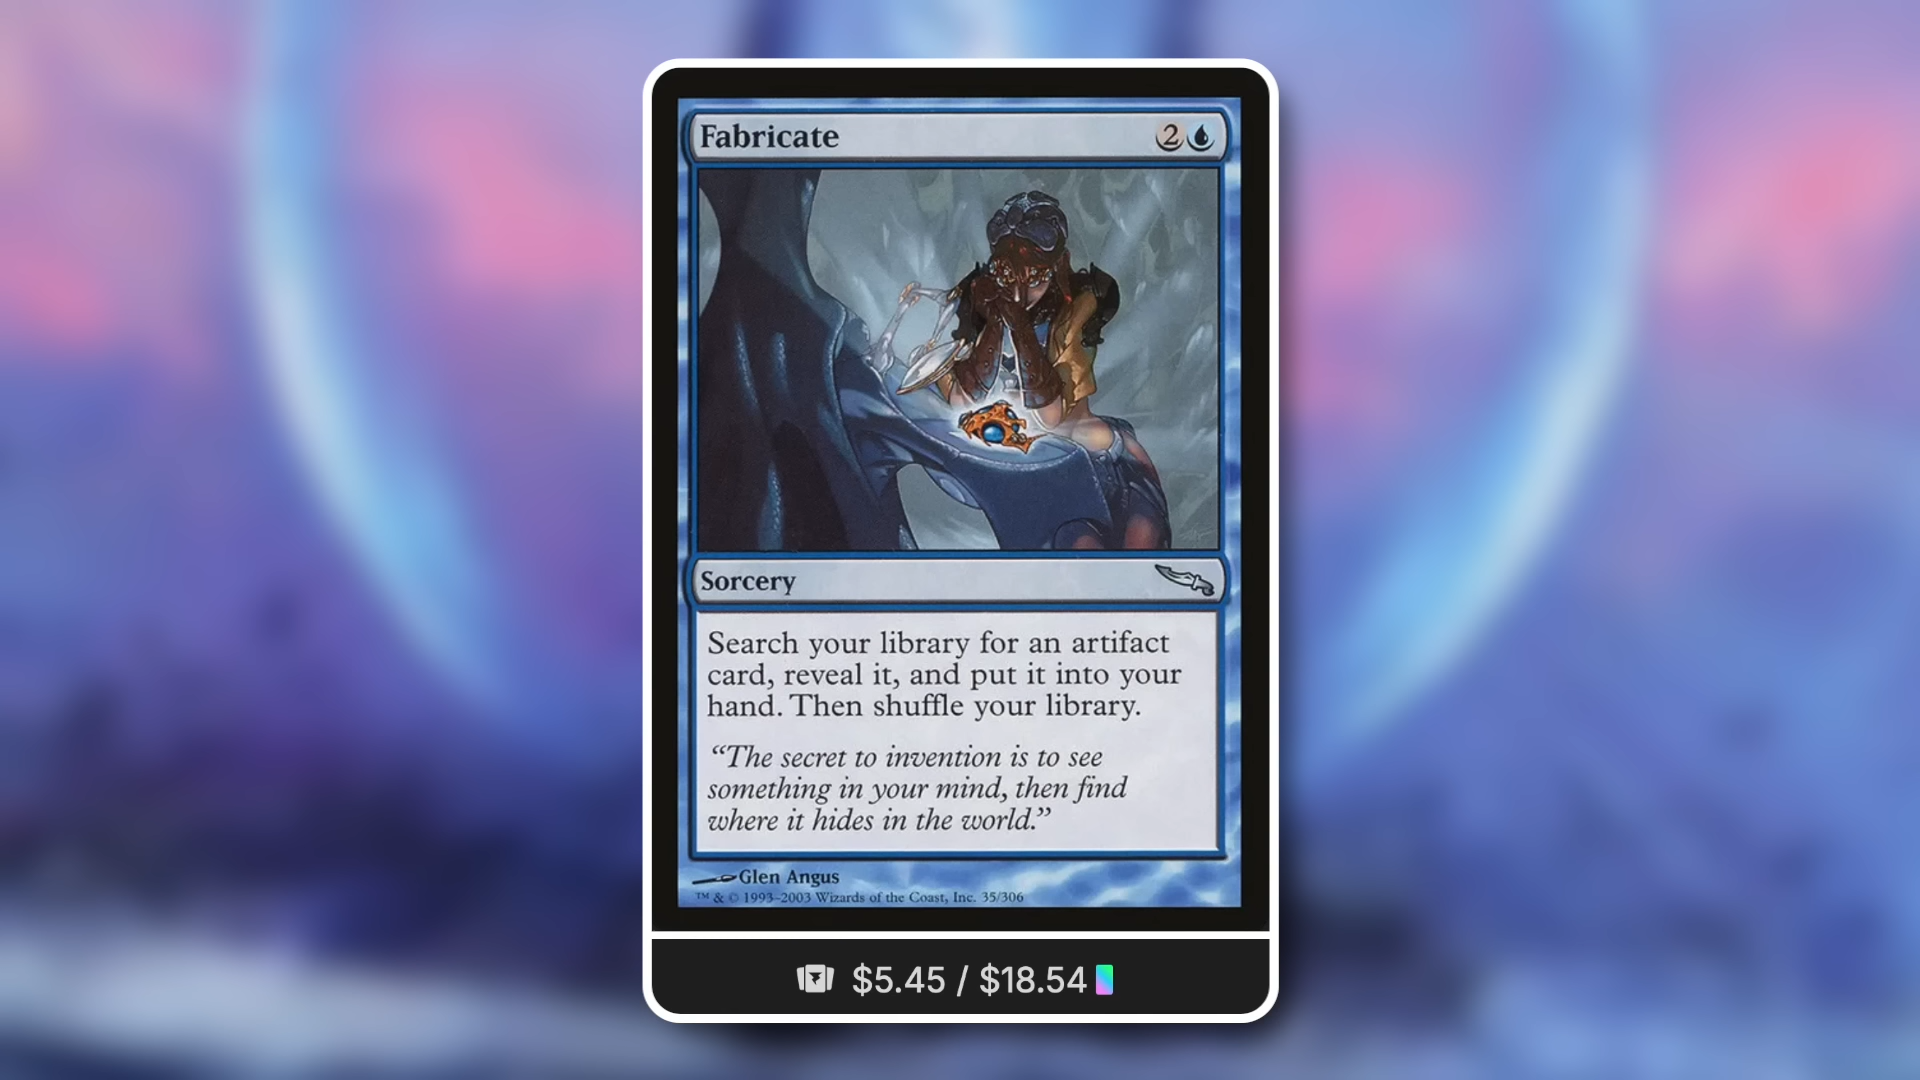 Fabricate 2
Sorcery
Search your library for an artifact
card, reveal it, and put it into your
hand. Then shuffle your library.
“The secret to invention is to see
something in your mind, then find
where it hides in the world.”
Glen Angus
™ & © 1993–2003 Wizards of the Coast, Inc. 35/306
$5.45 / $18.54